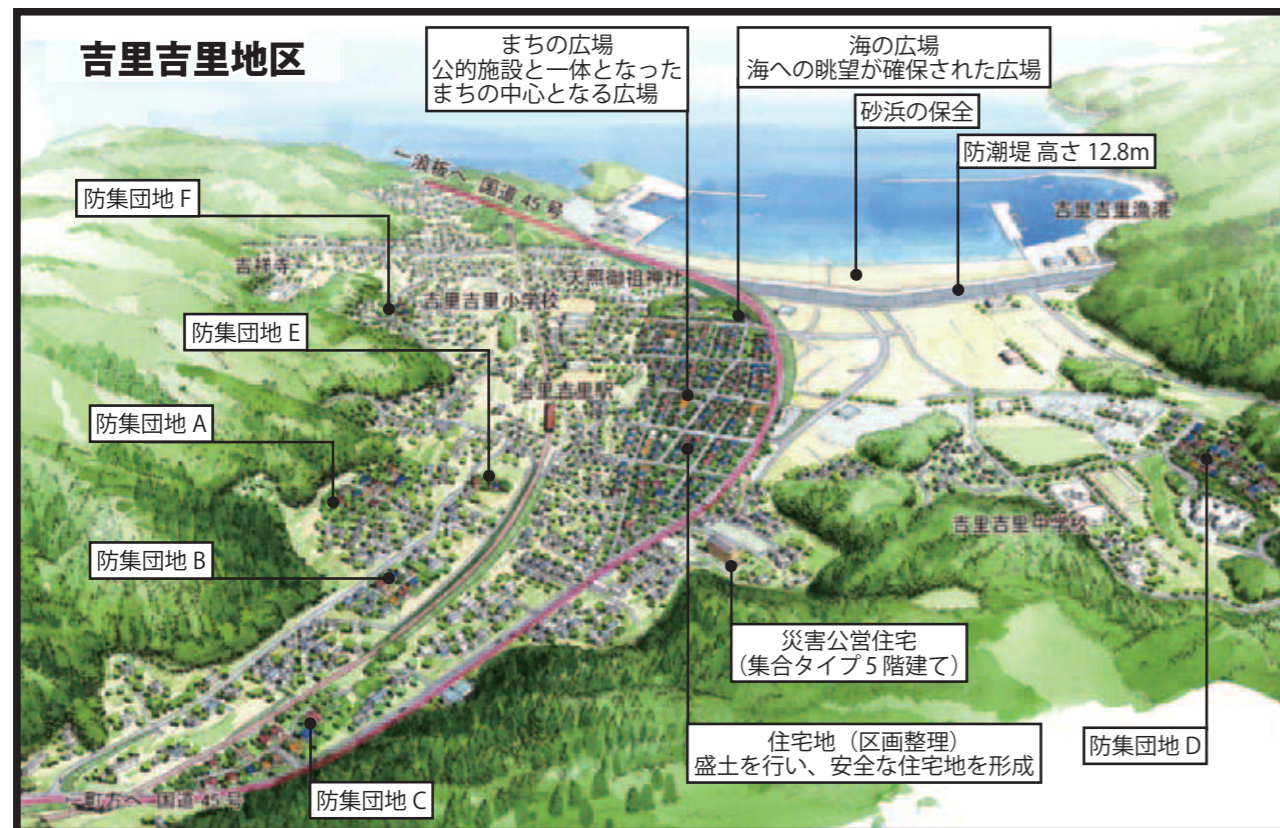 吉里吉里地区
まちの広場
公的施設と一体となった
まちの中心となる広場
海の広場
海への眺望が確保された広場
砂浜の保全
防潮堤 高さ 12.8m
←浪板へ 国道 45 号
吉里吉里漁港
防集団地 F
吉祥寺
天照御祖神社
吉里吉里小学校
防集団地 E
吉里吉里駅
防集団地 A
吉里吉里中学校
防集団地 B
災害公営住宅
（集合タイプ 5 階建て）
住宅地（区画整理）
盛土を行い、安全な住宅地を形成
防集団地 D
←町方へ 国道 45 号
防集団地 C